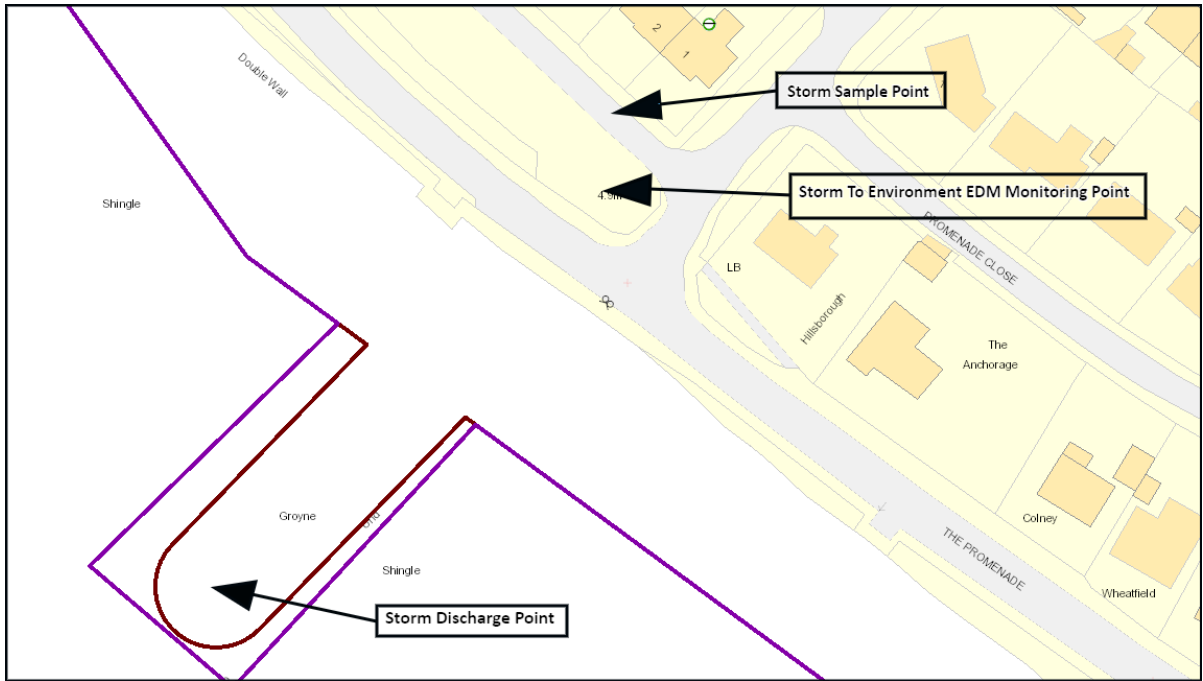 2
1
Double Wall
Storm Sample Point
Storm To Environment EDM Monitoring Point
4.9m
Shingle
PROMENADE CLOSE
LB
Hillsborough
The
Anchorage
Groyne
Und
Shingle
Colney
THE PROMENADE
Wheatfield
Storm Discharge Point